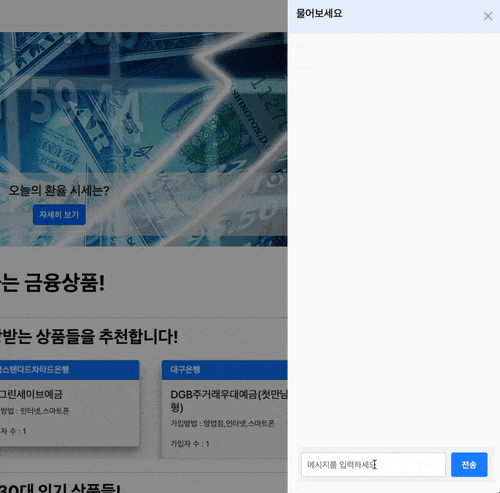 물어보세요
오늘의 환율 시세는?
자세히 보기
는 금융상품!
받는 상품들을 추천합니다!
스탠다드차타드은행
그린세이브예금
방법 : 인터넷,스마트폰
자 수 : 1
대구은행
DGB주거래우대예금(첫만남
형)
가입방법 : 영업점,인터넷,스마트폰
가입자 수 : 1
30대 인기 상품들!
메시지를 입력하세요
전송